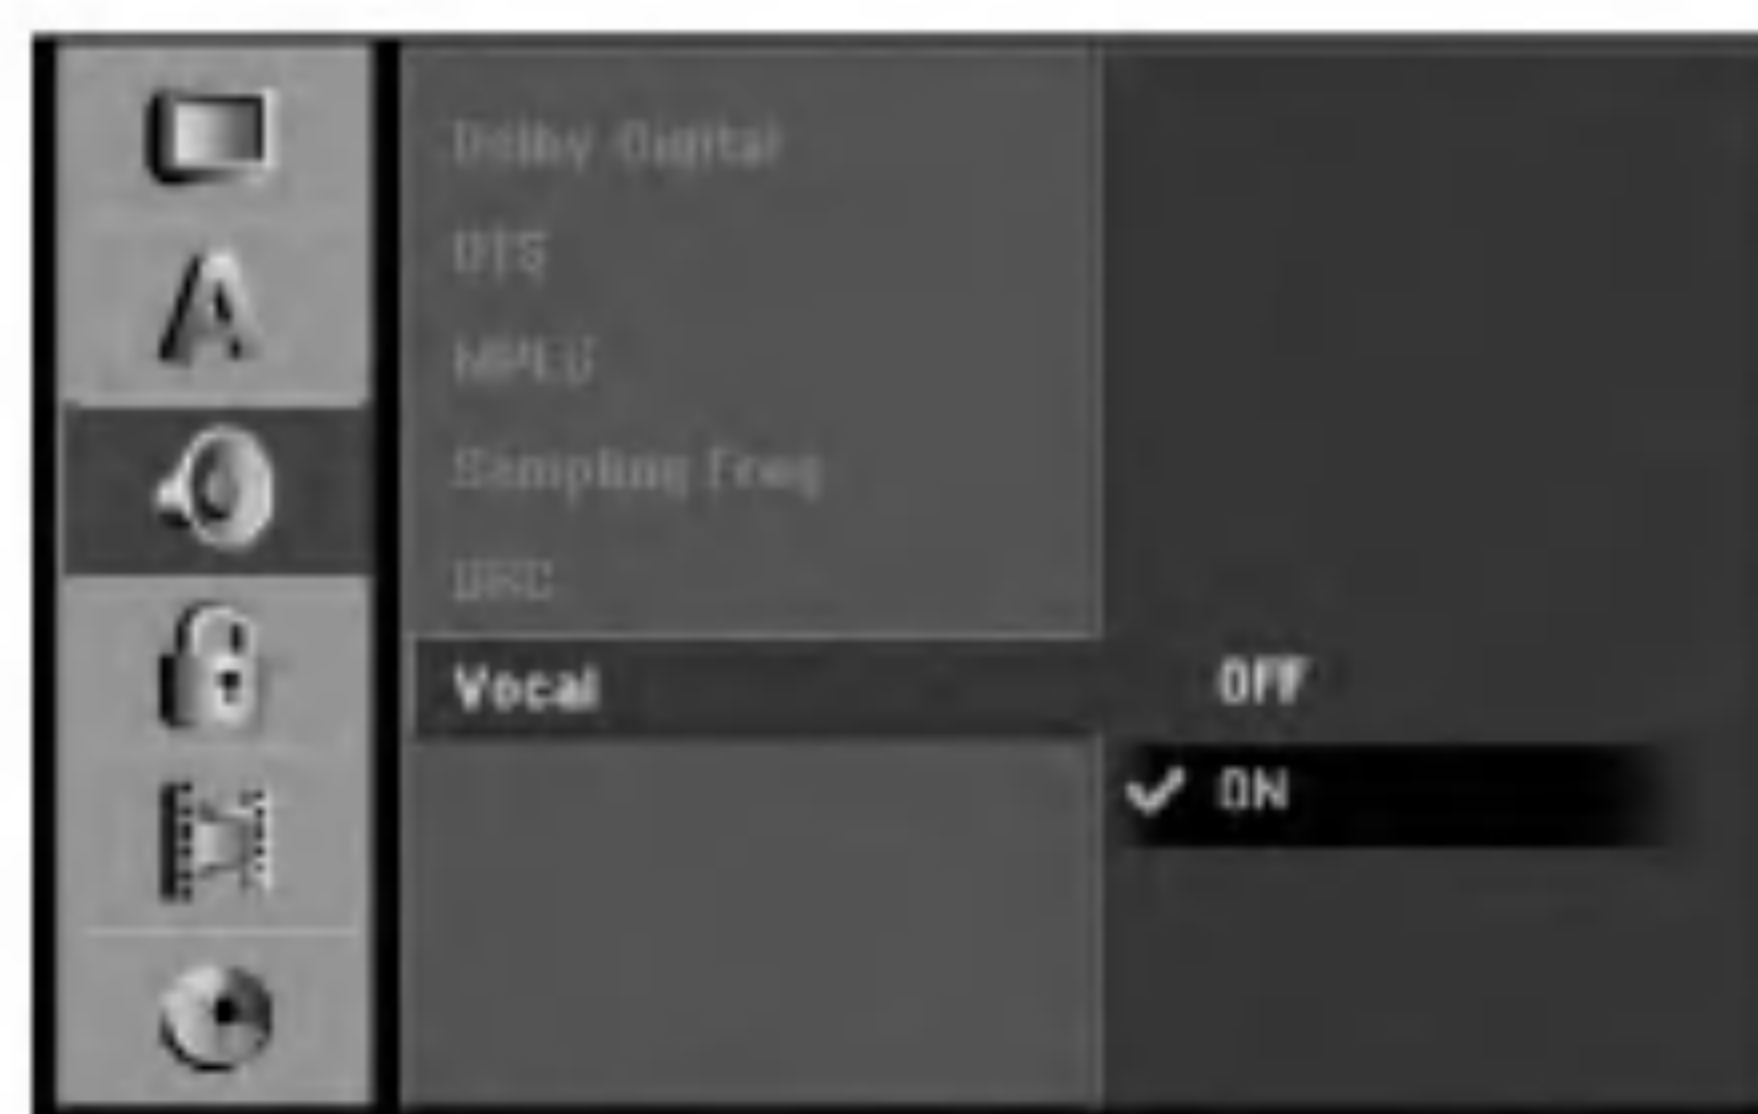 Dolby Digital
DTS
MPEG
Sampling Freq
DRC
Vocal OFF
ON